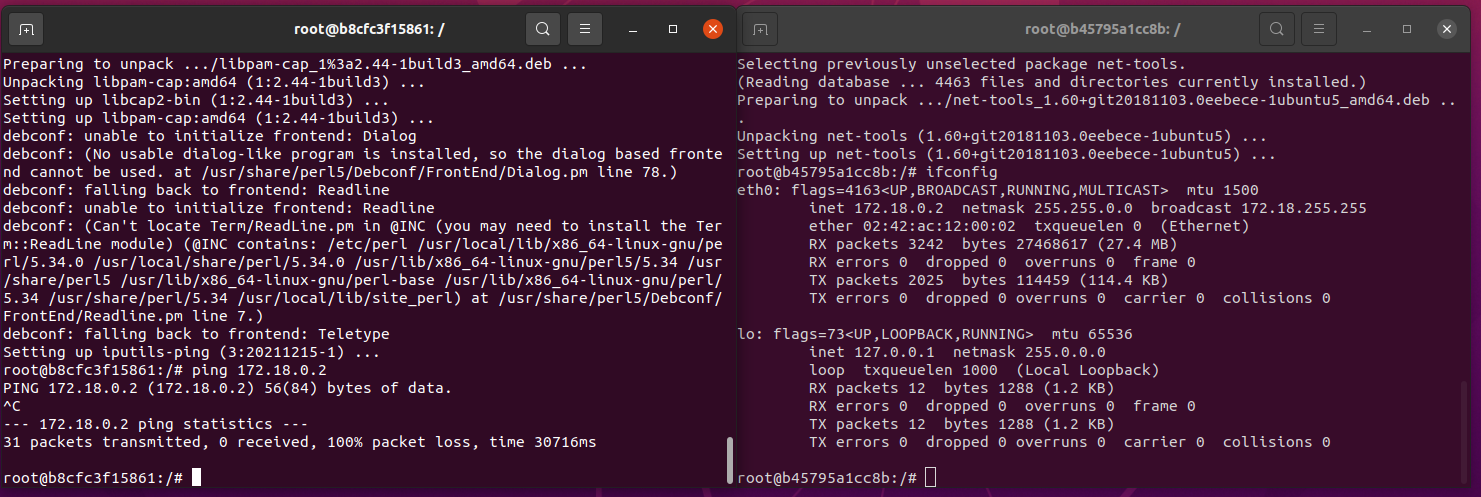 root@b8cfc3f15861: /
Preparing to unpack .../libpam-cap_1%3a2.44-1build3_amd64.deb ...
Unpacking libpam-cap:amd64 (1:2.44-1build3) ...
Setting up libcap2-bin (1:2.44-1build3) ...
Setting up libpam-cap:amd64 (1:2.44-1build3) ...
debconf: unable to initialize frontend: Dialog
debconf: (No usable dialog-like program is installed, so the dialog based fronte
nd cannot be used. at /usr/share/perl5/Debconf/FrontEnd/Dialog.pm line 78.)
debconf: falling back to frontend: Readline
debconf: unable to initialize frontend: Readline
debconf: (Can't locate Term/ReadLine.pm in @INC (you may need to install the Ter
m::ReadLine module) (@INC contains: /etc/perl /usr/local/lib/x86_64-linux-gnu/pe
rl/5.34.0 /usr/local/share/perl/5.34.0 /usr/lib/x86_64-linux-gnu/perl5/5.34 /usr
/share/perl5 /usr/lib/x86_64-linux-gnu/perl-base /usr/lib/x86_64-linux-gnu/perl/
5.34 /usr/share/perl/5.34 /usr/local/lib/site_perl) at /usr/share/perl5/Debconf/
FrontEnd/Readline.pm line 7.)
debconf: falling back to frontend: Teletype
Setting up iputils-ping (3:20211215-1) ...
root@b8cfc3f15861:/# ping 172.18.0.2
PING 172.18.0.2 (172.18.0.2) 56(84) bytes of data.
^C
--- 172.18.0.2 ping statistics ---
31 packets transmitted, 0 received, 100% packet loss, time 30716ms
root@b8cfc3f15861:/#
root@b45795a1cc8b: /
Selecting previously unselected package net-tools.
(Reading database ... 4463 files and directories currently installed.)
Preparing to unpack .../net-tools_1.60+git20181103.0eebece-1ubuntu5_amd64.deb ..
.
Unpacking net-tools (1.60+git20181103.0eebece-1ubuntu5) ...
Setting up net-tools (1.60+git20181103.0eebece-1ubuntu5) ...
root@b45795a1cc8b:/# ifconfig
eth0: flags=4163<UP,BROADCAST,RUNNING,MULTICAST>  mtu 1500
        inet 172.18.0.2  netmask 255.255.0.0  broadcast 172.18.255.255
        ether 02:42:ac:12:00:02  txqueuelen 0  (Ethernet)
        RX packets 3242  bytes 27468617 (27.4 MB)
        RX errors 0  dropped 0  overruns 0  frame 0
        TX packets 2025  bytes 114459 (114.4 KB)
        TX errors 0  dropped 0 overruns 0  carrier 0  collisions 0
lo: flags=73<UP,LOOPBACK,RUNNING>  mtu 65536
        inet 127.0.0.1  netmask 255.0.0.0
        loop  txqueuelen 1000  (Local Loopback)
        RX packets 12  bytes 1288 (1.2 KB)
        RX errors 0  dropped 0  overruns 0  frame 0
        TX packets 12  bytes 1288 (1.2 KB)
        TX errors 0  dropped 0 overruns 0  carrier 0  collisions 0
root@b45795a1cc8b:/#